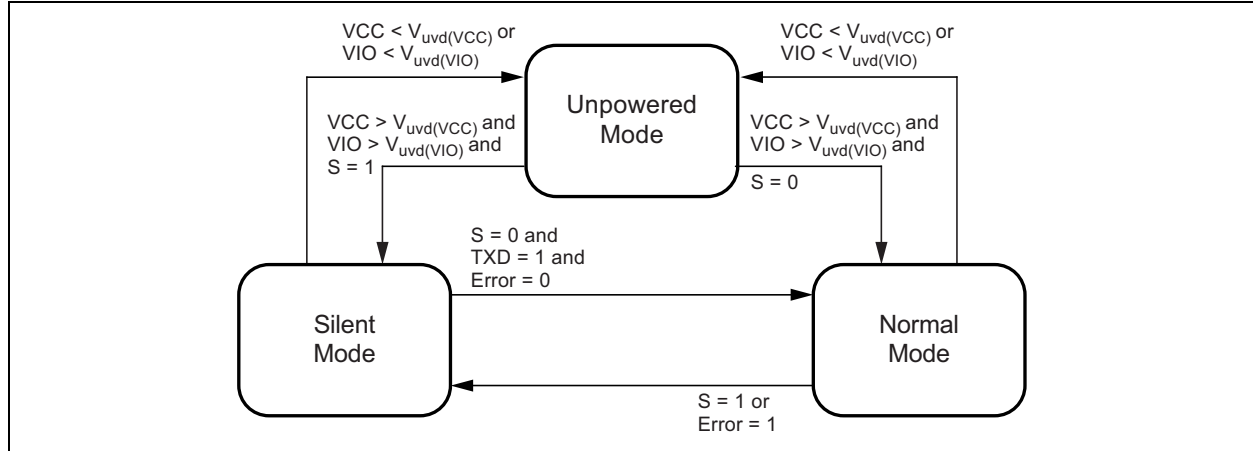 VCC < Vuvd(VCC) or
VIO < Vuvd(VIO)
VCC < Vuvd(VCC) or
VIO < Vuvd(VIO)
Unpowered
Mode
VCC > Vuvd(VCC) and
VIO > Vuvd(VIO) and
S = 1
VCC > Vuvd(VCC) and
VIO > Vuvd(VIO) and
S = 0
S = 0 and
TXD = 1 and
Error = 0
Silent
Mode
Normal
Mode
S = 1 or
Error = 1